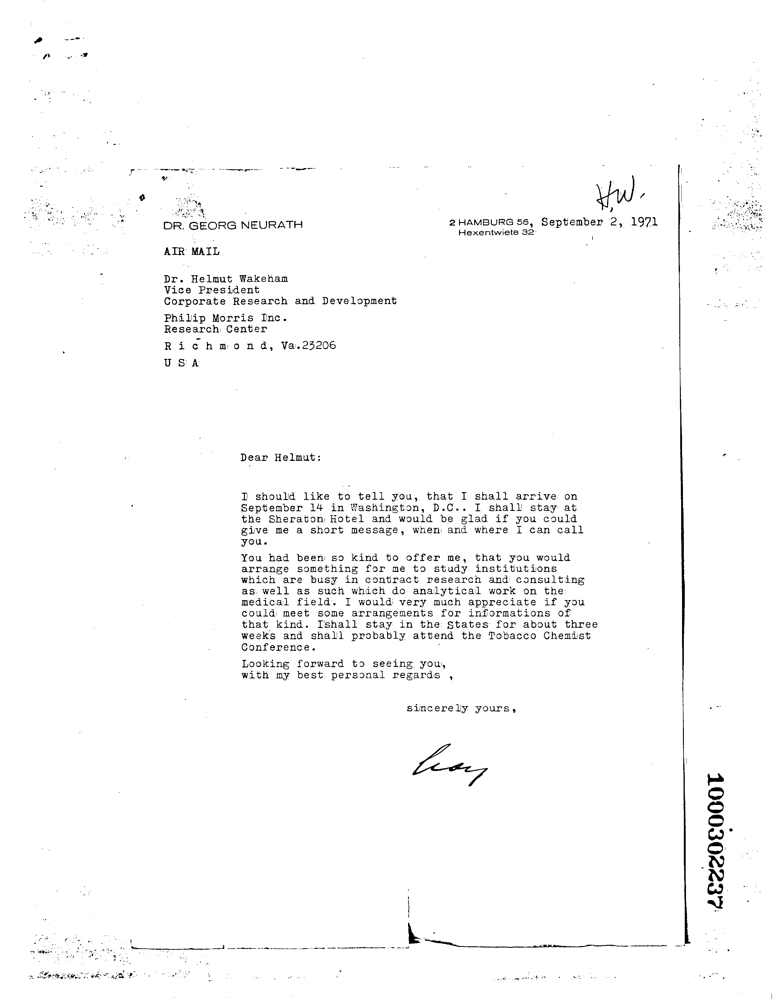 H.W.
DR. GEORG NEURATH
2 HAMBURG 56, September 2, 1971
Hexentwiete 32
AIR MAIL
Dr. Helmut Wakeham
Vice President
Corporate Research and Development
Philip Morris Inc.
Research Center
R i c h m o n d, Va.23206
U S A
Dear Helmut:
I should like to tell you, that I shall arrive on
September 14 in Washington, D.C.. I shall stay at
the Sheraton Hotel and would be glad if you could
give me a short message, when and where I can call
you.
You had been so kind to offer me, that you would
arrange something for me to study institutions
which are busy in contract research and consulting
as well as such which do analytical work on the
medical field. I would very much appreciate if you
could meet some arrangements for informations of
that kind. Ishall stay in the States for about three
weeks and shall probably attend the Tobacco Chemist
Conference.
Looking forward to seeing you,
with my best personal regards ,
sincerely yours,
1000302237